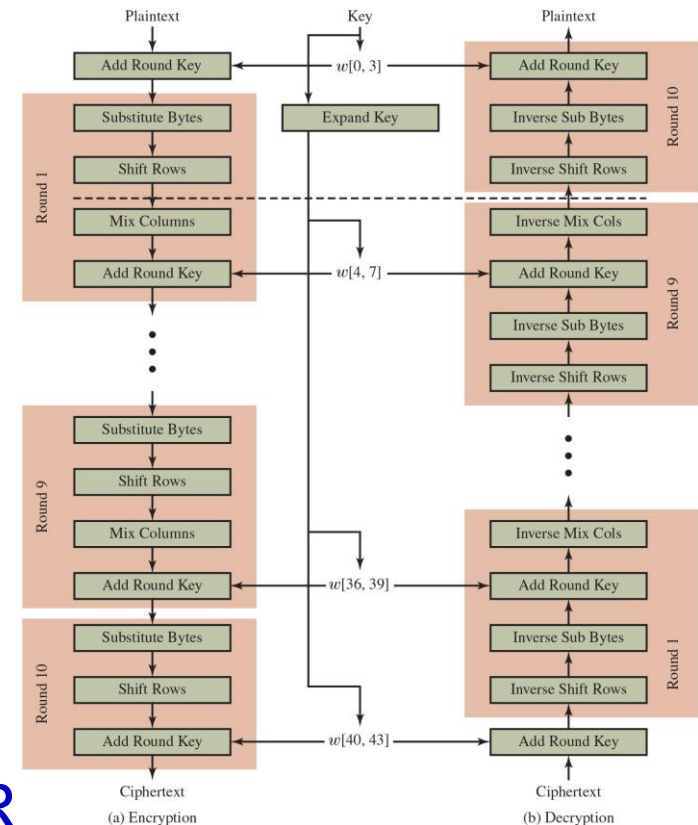 Plaintext
Add Round Key
Round 1
Substitute Bytes
Shift Rows
Mix Columns
Add Round Key
Round 9
Substitute Bytes
Shift Rows
Mix Columns
Add Round Key
Round 10
Substitute Bytes
Shift Rows
Add Round Key
Ciphertext
(a) Encryption
Key
w[0, 3]
Expand Key
w[4, 7]
w[36, 39]
w[40, 43]
Plaintext
Add Round Key
Inverse Sub Bytes
Inverse Shift Rows
Round 10
Inverse Mix Cols
Add Round Key
Inverse Sub Bytes
Inverse Shift Rows
Round 9
Inverse Mix Cols
Add Round Key
Inverse Sub Bytes
Inverse Shift Rows
Round 1
Add Round Key
Ciphertext
(b) Decryption
R